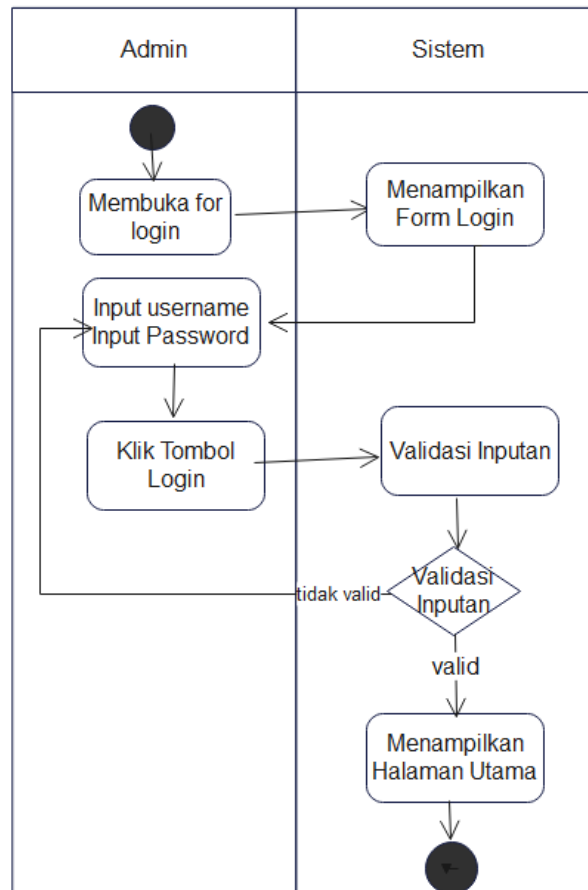 Admin
Sistem
Membuka for
login
Menampilkan
Form Login
Input username
Input Password
Klik Tombol
Login
Validasi Inputan
Validasi
Inputan
tidak valid
valid
Menampilkan
Halaman Utama